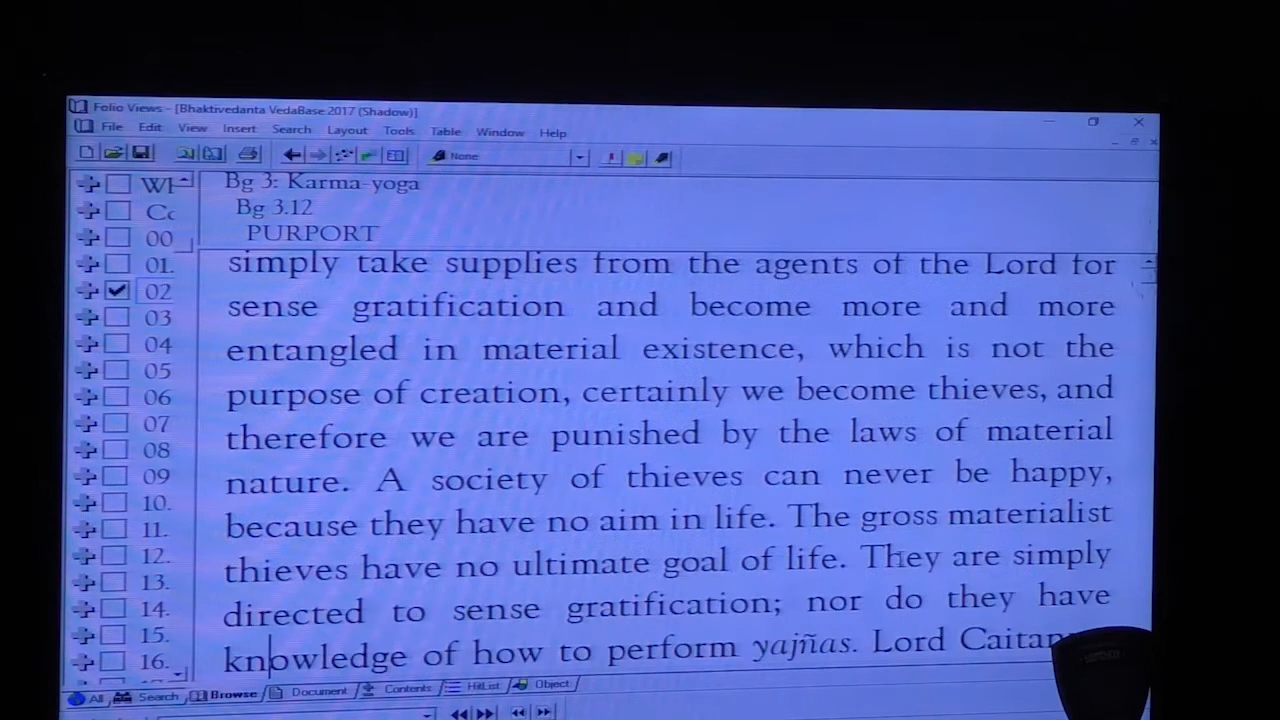 Folio Views - [Bhaktivedanta VedaBase 2017 (Shadow)]
File Edit View Insert Search Layout Tools Table Window Help
None
Bg 3: Karma-yoga
Bg 3.12
PURPORT
00
01.
02
03
04
05
06
07
08
09
10.
11.
12.
13.
14.
15.
16.
simply take supplies from the agents of the Lord for
sense gratification and become more and more
entangled in material existence, which is not the
purpose of creation, certainly we become thieves, and
therefore we are punished by the laws of material
nature. A society of thieves can never be happy,
because they have no aim in life. The gross materialist
thieves have no ultimate goal of life. They are simply
directed to sense gratification; nor do they have
knowledge of how to perform yajñas. Lord
All Search Browse Document Contents HitList Object